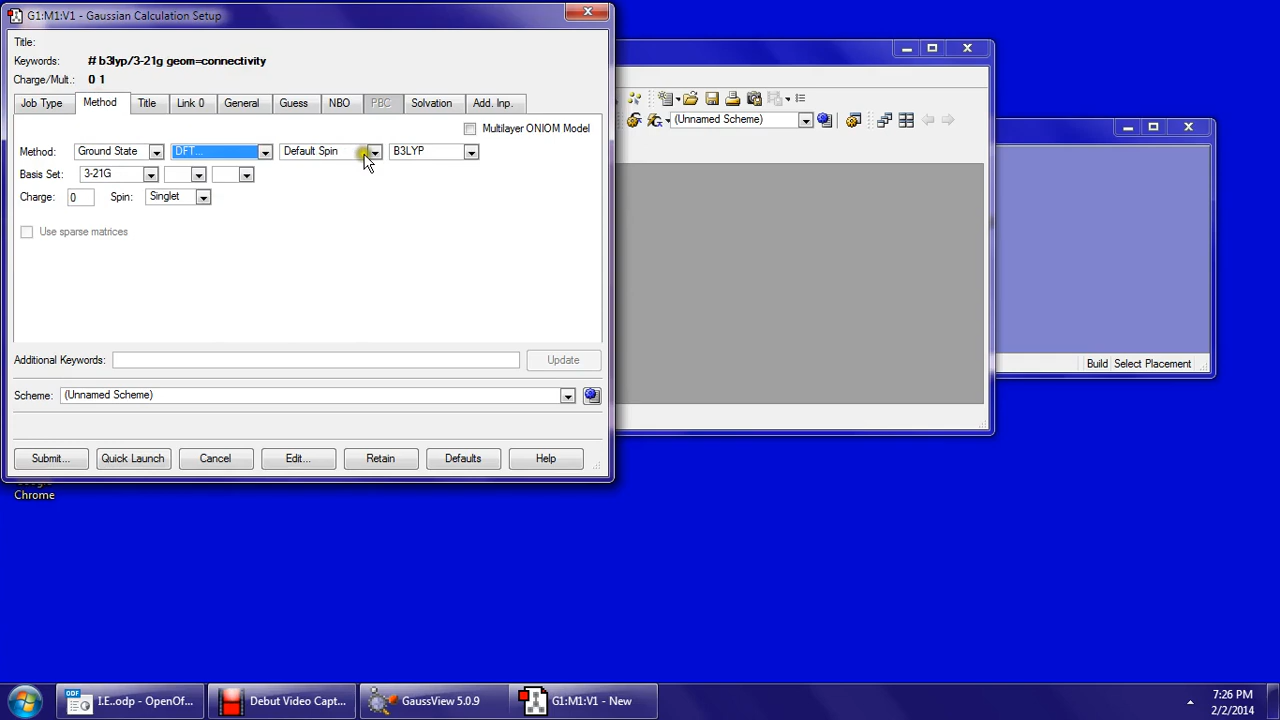 G1:M1:V1 - Gaussian Calculation Setup
Title:
Keywords: # b3lyp/3-21g geom=connectivity
Charge/Mult.: 0 1
Job Type Method Title Link 0 General Guess NBO PBC Solvation Add. Inp.
(Unnamed Scheme)
Multilayer ONIOM Model
Method: Ground State DFT... Default Spin B3LYP
Basis Set: 3-21G
Charge: 0 Spin: Singlet
Use sparse matrices
Additional Keywords: Update
Build Select Placement
Scheme: (Unnamed Scheme)
Submit... Quick Launch Cancel Edit... Retain Defaults Help
Chrome
I.E..odp - OpenOf... Debut Video Capt... GaussView 5.0.9 G1:M1:V1 - New
7:26 PM
2/2/2014